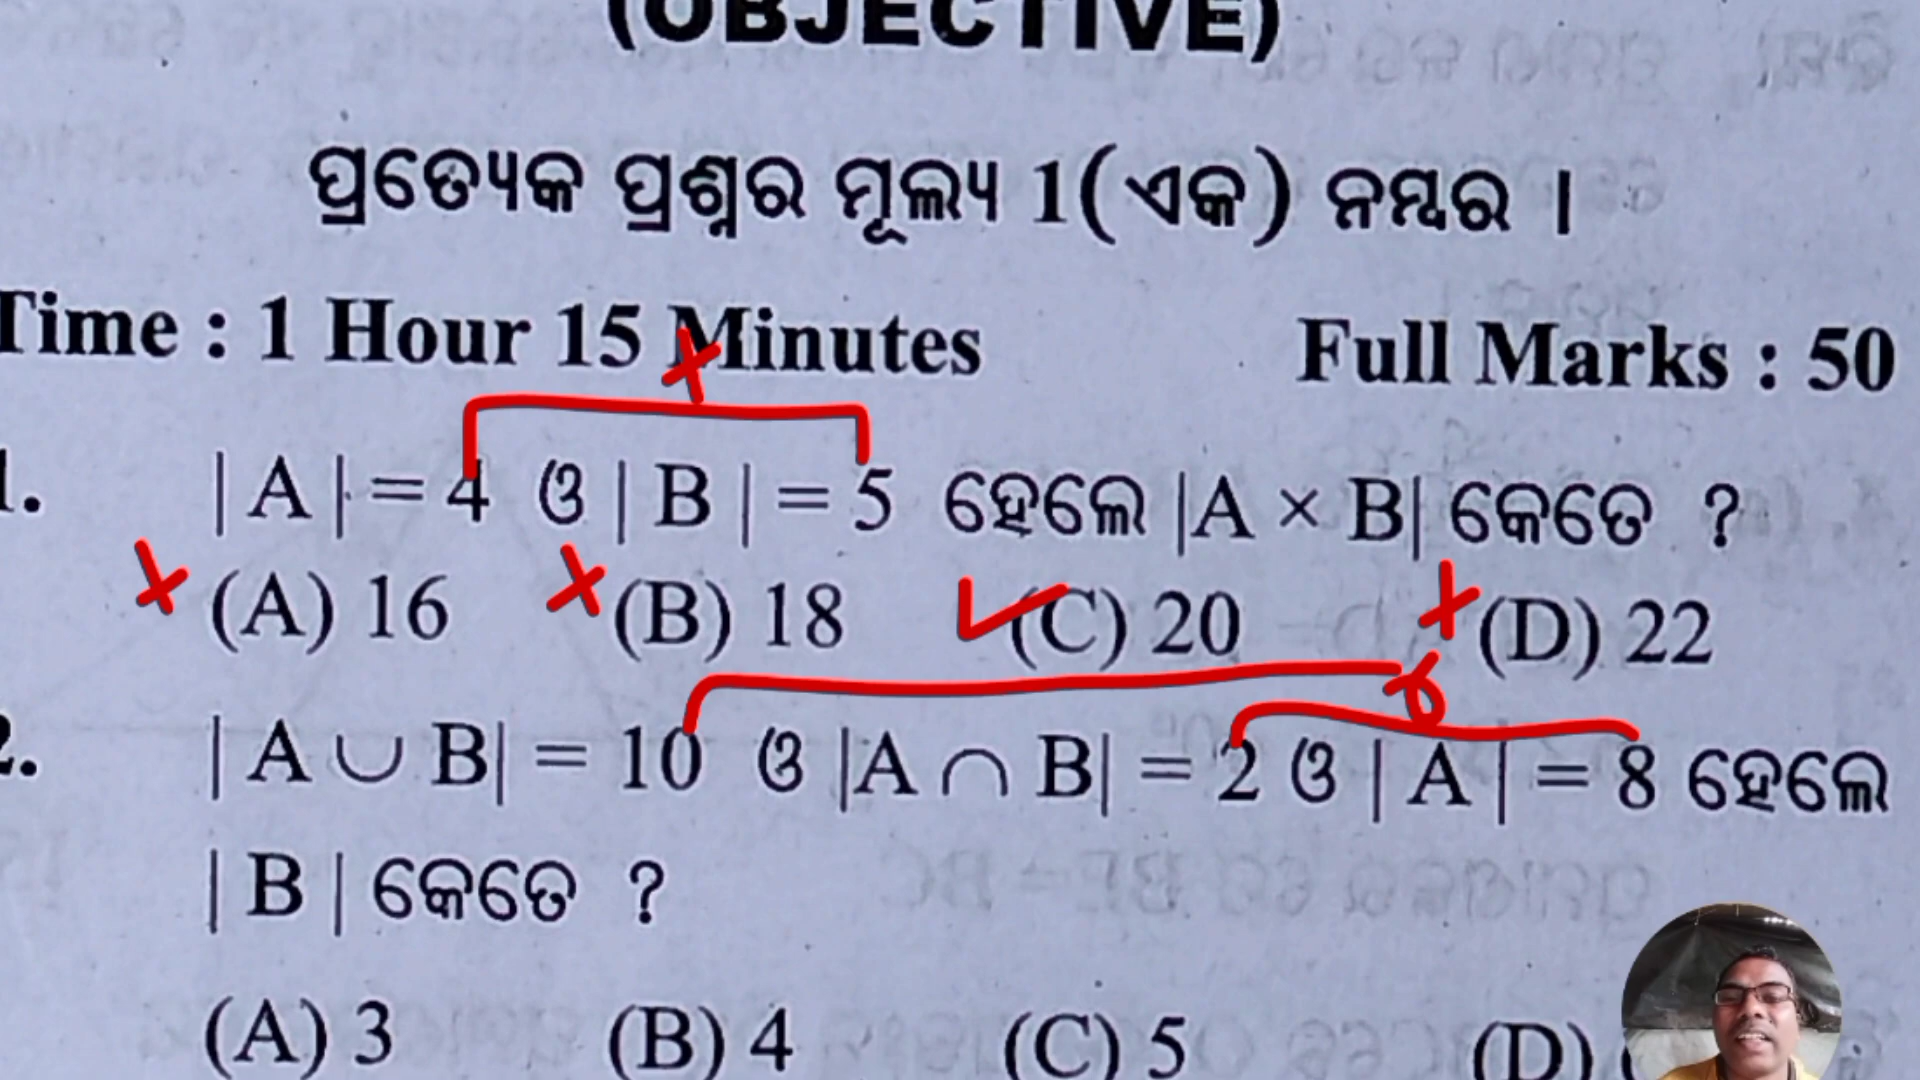 (OBJECTIVE)
ପ୍ରତ୍ୟେକ ପ୍ରଶ୍ନର ମୂଲ୍ୟ 1(ଏକ) ନମ୍ବର ।
Time : 1 Hour 15 Minutes Full Marks : 50
1. | A | = 4 ଓ | B | = 5 ହେଲେ |A × B| କେତେ ?
(A) 16 (B) 18 (C) 20 (D) 22
2. | A ∪ B| = 10 ଓ |A ∩ B| = 2 ଓ | A | = 8 ହେଲେ
| B | କେତେ ?
(A) 3 (B) 4 (C) 5 (D)